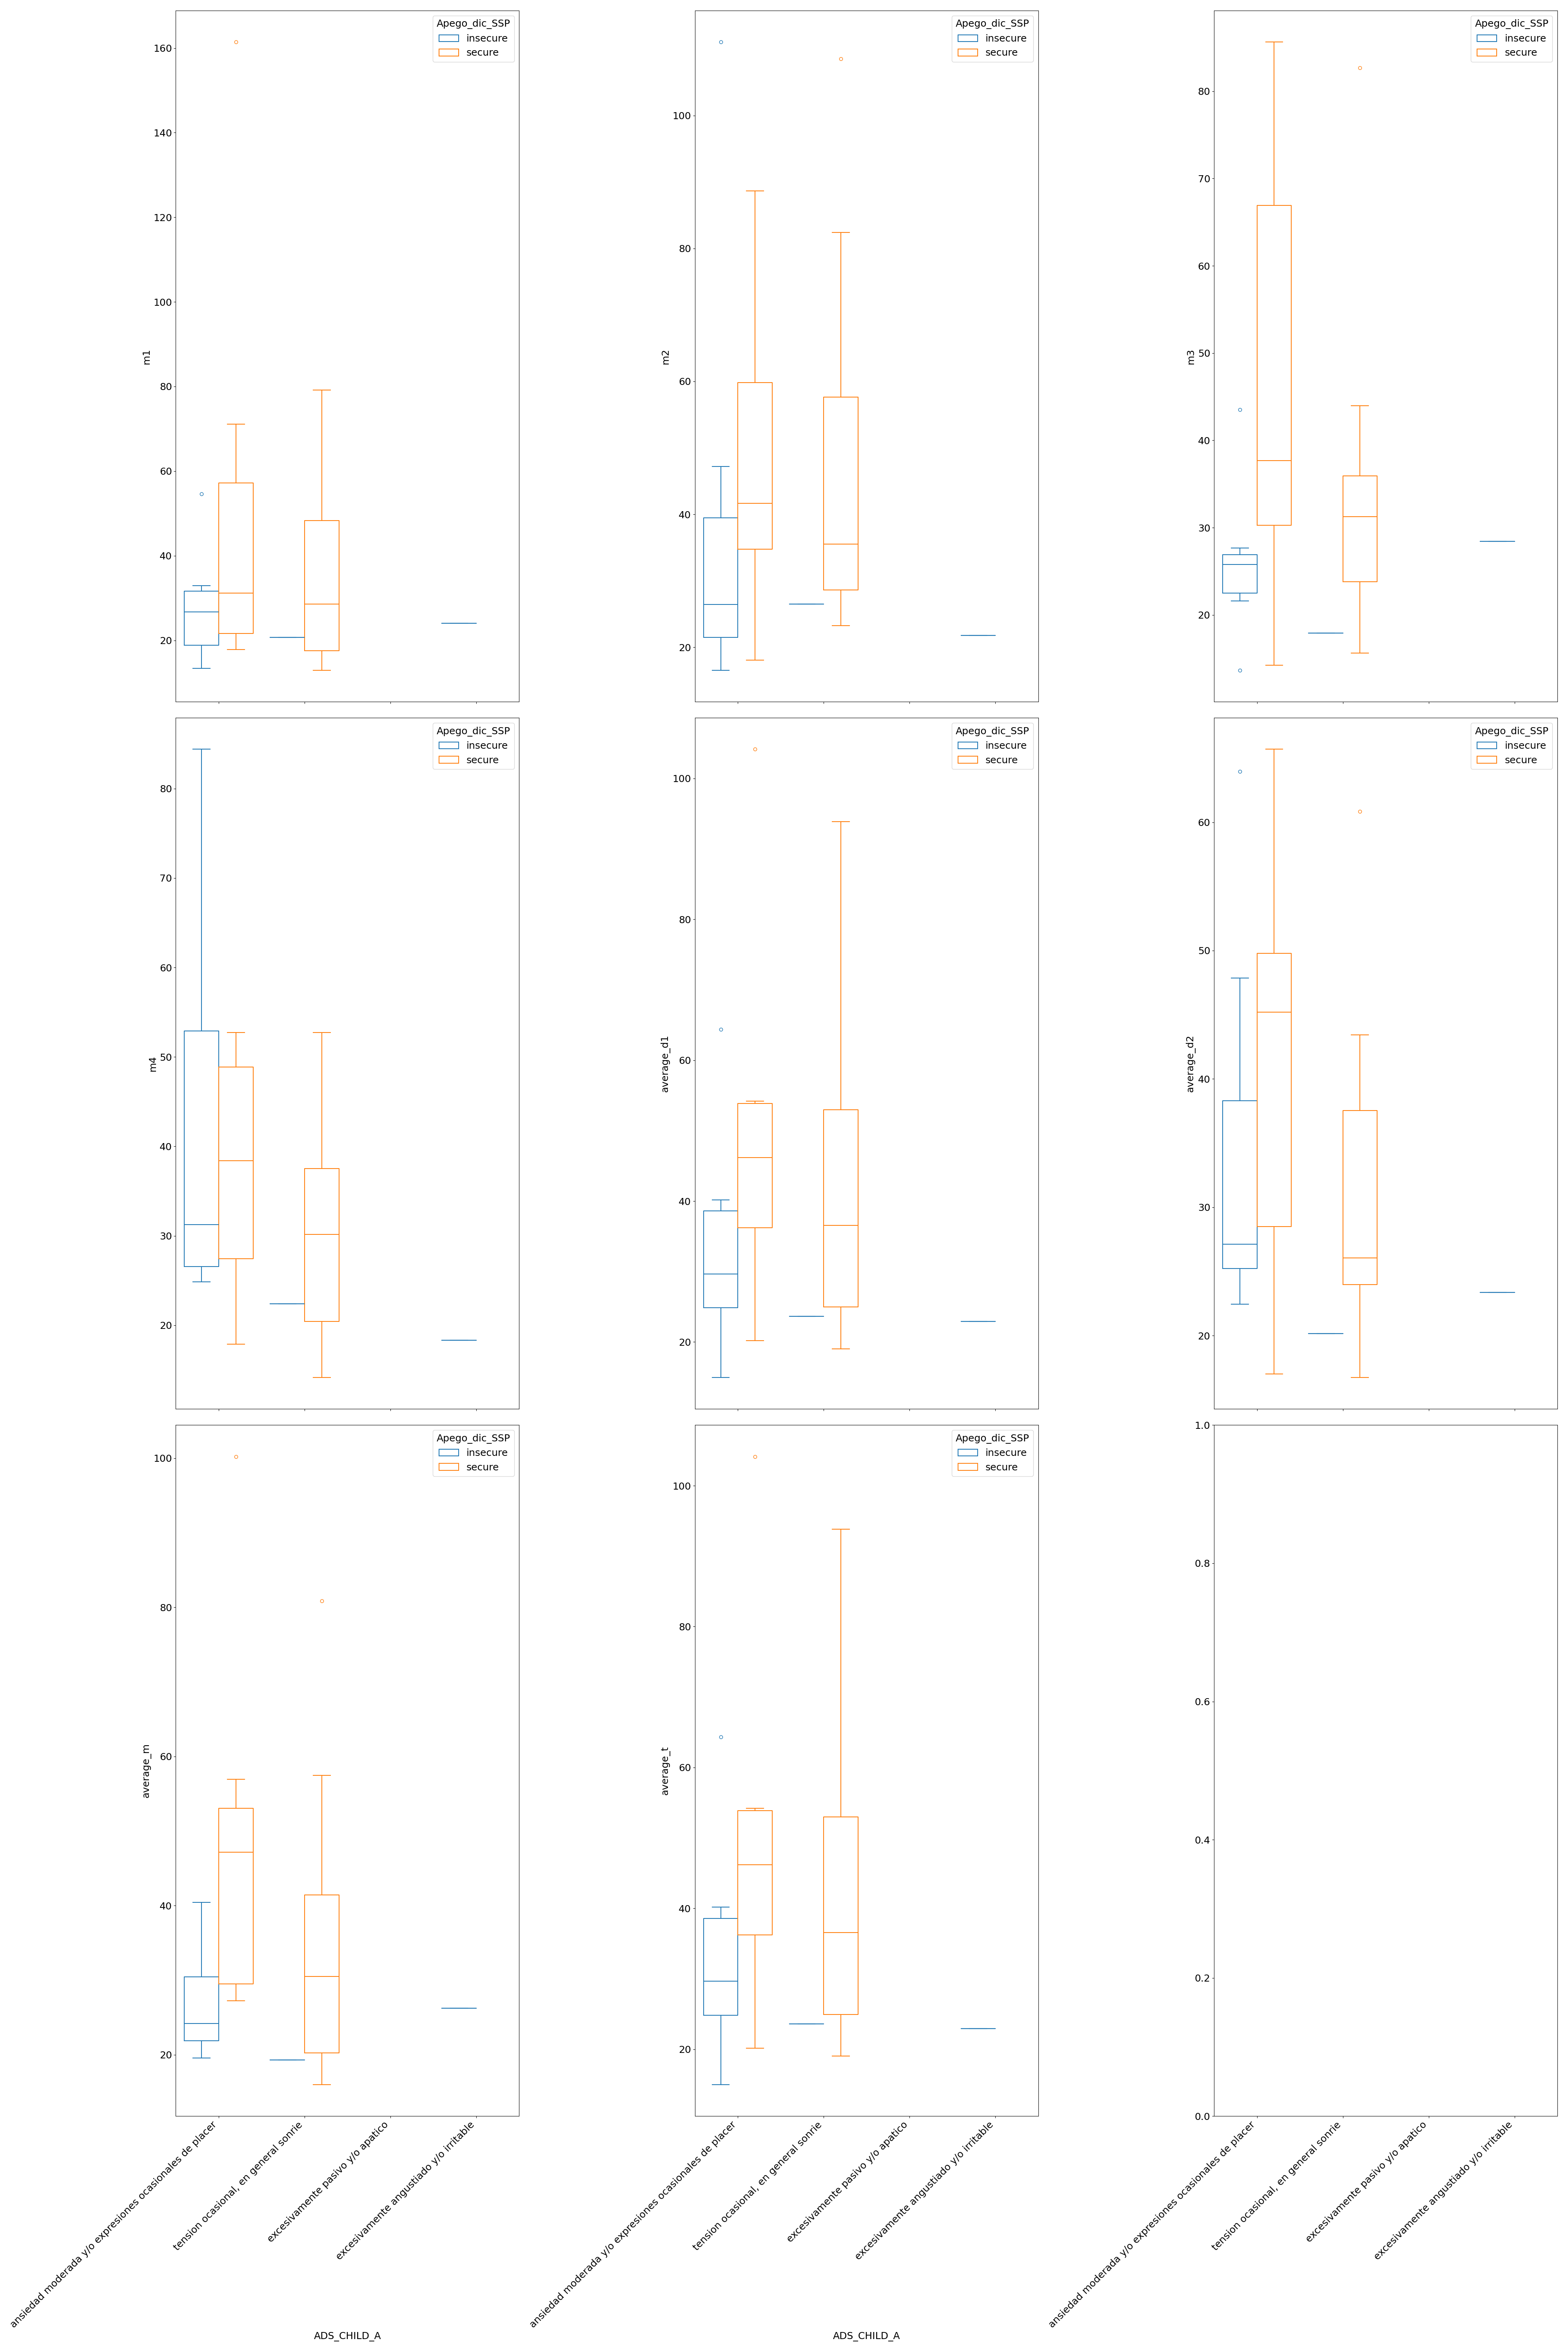 Apego_dic_SSP
insecure
secure
160
140
120
100
80
60
40
20
m1
Apego_dic_SSP
insecure
secure
100
80
60
40
20
m2
Apego_dic_SSP
insecure
secure
80
70
60
50
40
30
20
m3
Apego_dic_SSP
insecure
secure
80
70
60
50
40
30
20
m4
Apego_dic_SSP
insecure
secure
100
80
60
40
20
average_d1
Apego_dic_SSP
insecure
secure
60
50
40
30
20
average_d2
Apego_dic_SSP
insecure
secure
100
80
60
40
20
average_m
Apego_dic_SSP
insecure
secure
100
80
60
40
20
average_t
1.0
0.8
0.6
0.4
0.2
0.0
ansiedad moderada y/o expresiones ocasionales de placer
tension ocasional, en general sonrie
excesivamente pasivo y/o apatico
excesivamente angustiado y/o irritable
ADS_CHILD_A
ansiedad moderada y/o expresiones ocasionales de placer
tension ocasional, en general sonrie
excesivamente pasivo y/o apatico
excesivamente angustiado y/o irritable
ADS_CHILD_A
ansiedad moderada y/o expresiones ocasionales de placer
tension ocasional, en general sonrie
excesivamente pasivo y/o apatico
excesivamente angustiado y/o irritable